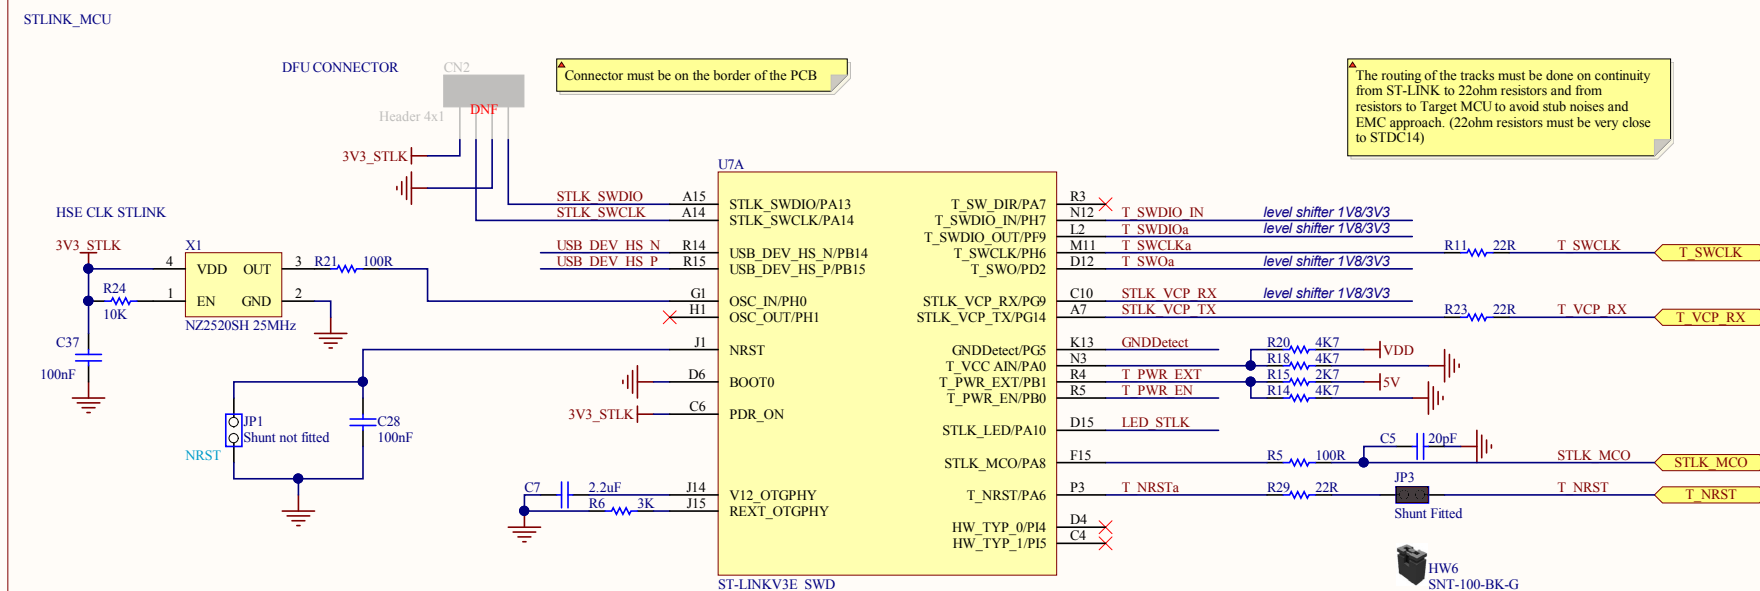 STLINK_MCU
DFU CONNECTOR
CN2
Header 4x1
DNF
Connector must be on the border of the PCB
The routing of the tracks must be done on continuity
from ST-LINK to 22ohm resistors and from
resistors to Target MCU to avoid stub noises and
EMC approach. (22ohm resistors must be very close
to STDC14)
3V3_STLK
HSE CLK STLINK
3V3_STLK
X1
4 VDD OUT 3
1 EN GND 2
NZ2520SH 25MHz
R21 100R
R24
10K
C37
100nF
JP1
Shunt not fitted
NRST
C28
100nF
3V3_STLK
C7 2.2uF
R6 3K
U7A
STLK_SWDIO A15 STLK_SWDIO/PA13
STLK_SWCLK A14 STLK_SWCLK/PA14
USB_DEV_HS_N R14 USB_DEV_HS_N/PB14
USB_DEV_HS_P R15 USB_DEV_HS_P/PB15
G1 OSC_IN/PH0
H1 OSC_OUT/PH1
J1 NRST
D6 BOOT0
C6 PDR_ON
J14 V12_OTGPHY
J15 REXT_OTGPHY
T_SW_DIR/PA7 R3
T_SWDIO_IN/PH7 N12 T_SWDIO_IN level shifter 1V8/3V3
T_SWDIO_OUT/PF9 L2 T_SWDIOa level shifter 1V8/3V3
T_SWCLK/PH6 M11 T_SWCLKa R11 22R T_SWCLK T_SWCLK
T_SWO/PD2 D12 T_SWOa level shifter 1V8/3V3
STLK_VCP_RX/PG9 C10 STLK_VCP_RX level shifter 1V8/3V3
STLK_VCP_TX/PG14 A7 STLK_VCP_TX R23 22R T_VCP_RX T_VCP_RX
GNDDetect/PG5 K13 GNDDetect R20 4K7 VDD
T_VCC AIN/PA0 N3 R18 4K7
T_PWR_EXT/PB1 R4 T_PWR_EXT R15 2K7 5V
T_PWR_EN/PB0 R5 T_PWR_EN R14 4K7
STLK_LED/PA10 D15 LED_STLK
C5 20pF
STLK_MCO/PA8 F15 R5 100R STLK_MCO STLK_MCO
T_NRST/PA6 P3 T_NRSTa R29 22R JP3 T_NRST T_NRST
Shunt Fitted
HW_TYP_0/PI4 D4
HW_TYP_1/PI5 C4
ST-LINKV3E_SWD
HW6
SNT-100-BK-G